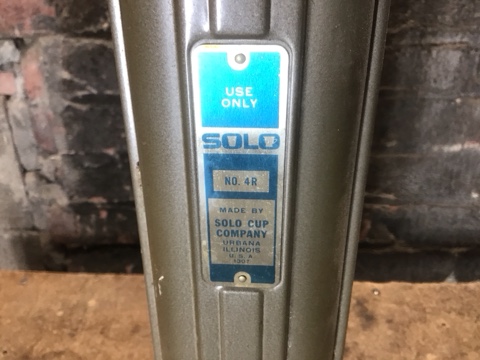 USE
ONLY
SOLO
NO. 4R
MADE BY
SOLO CUP
COMPANY
URBANA
ILLINOIS
U.S.A.